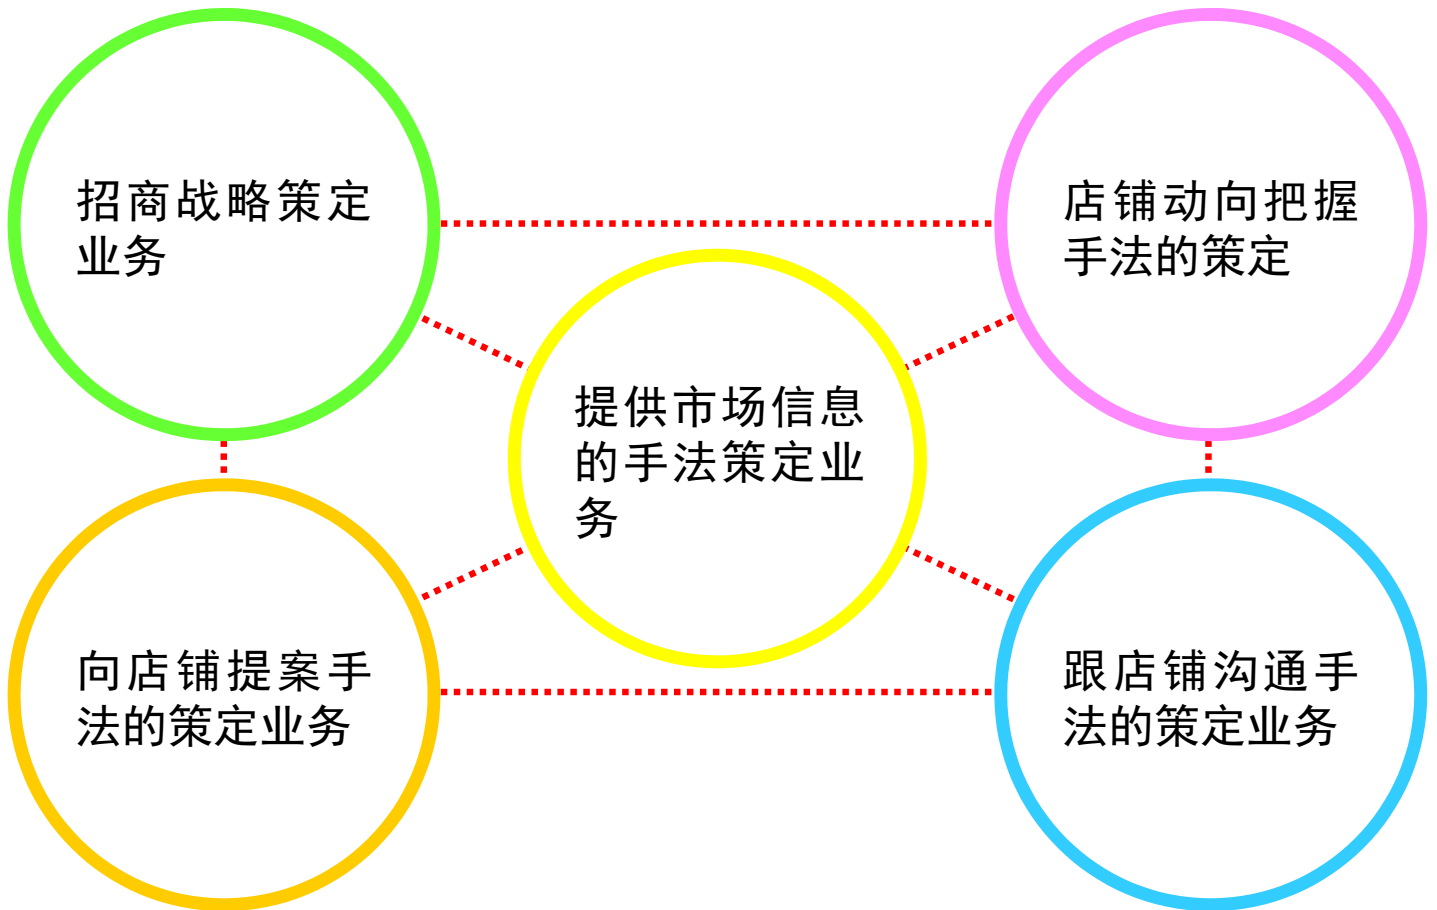 招商战略策定
业务
店铺动向把握
手法的策定
提供市场信息
的手法策定业
务
向店铺提案手
法的策定业务
跟店铺沟通手
法的策定业务